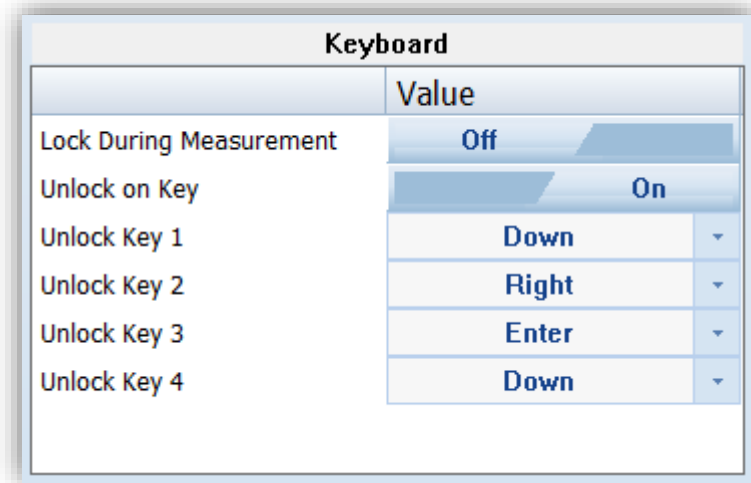 Keyboard
Value
Lock During Measurement Off
Unlock on Key On
Unlock Key 1 Down
Unlock Key 2 Right
Unlock Key 3 Enter
Unlock Key 4 Down